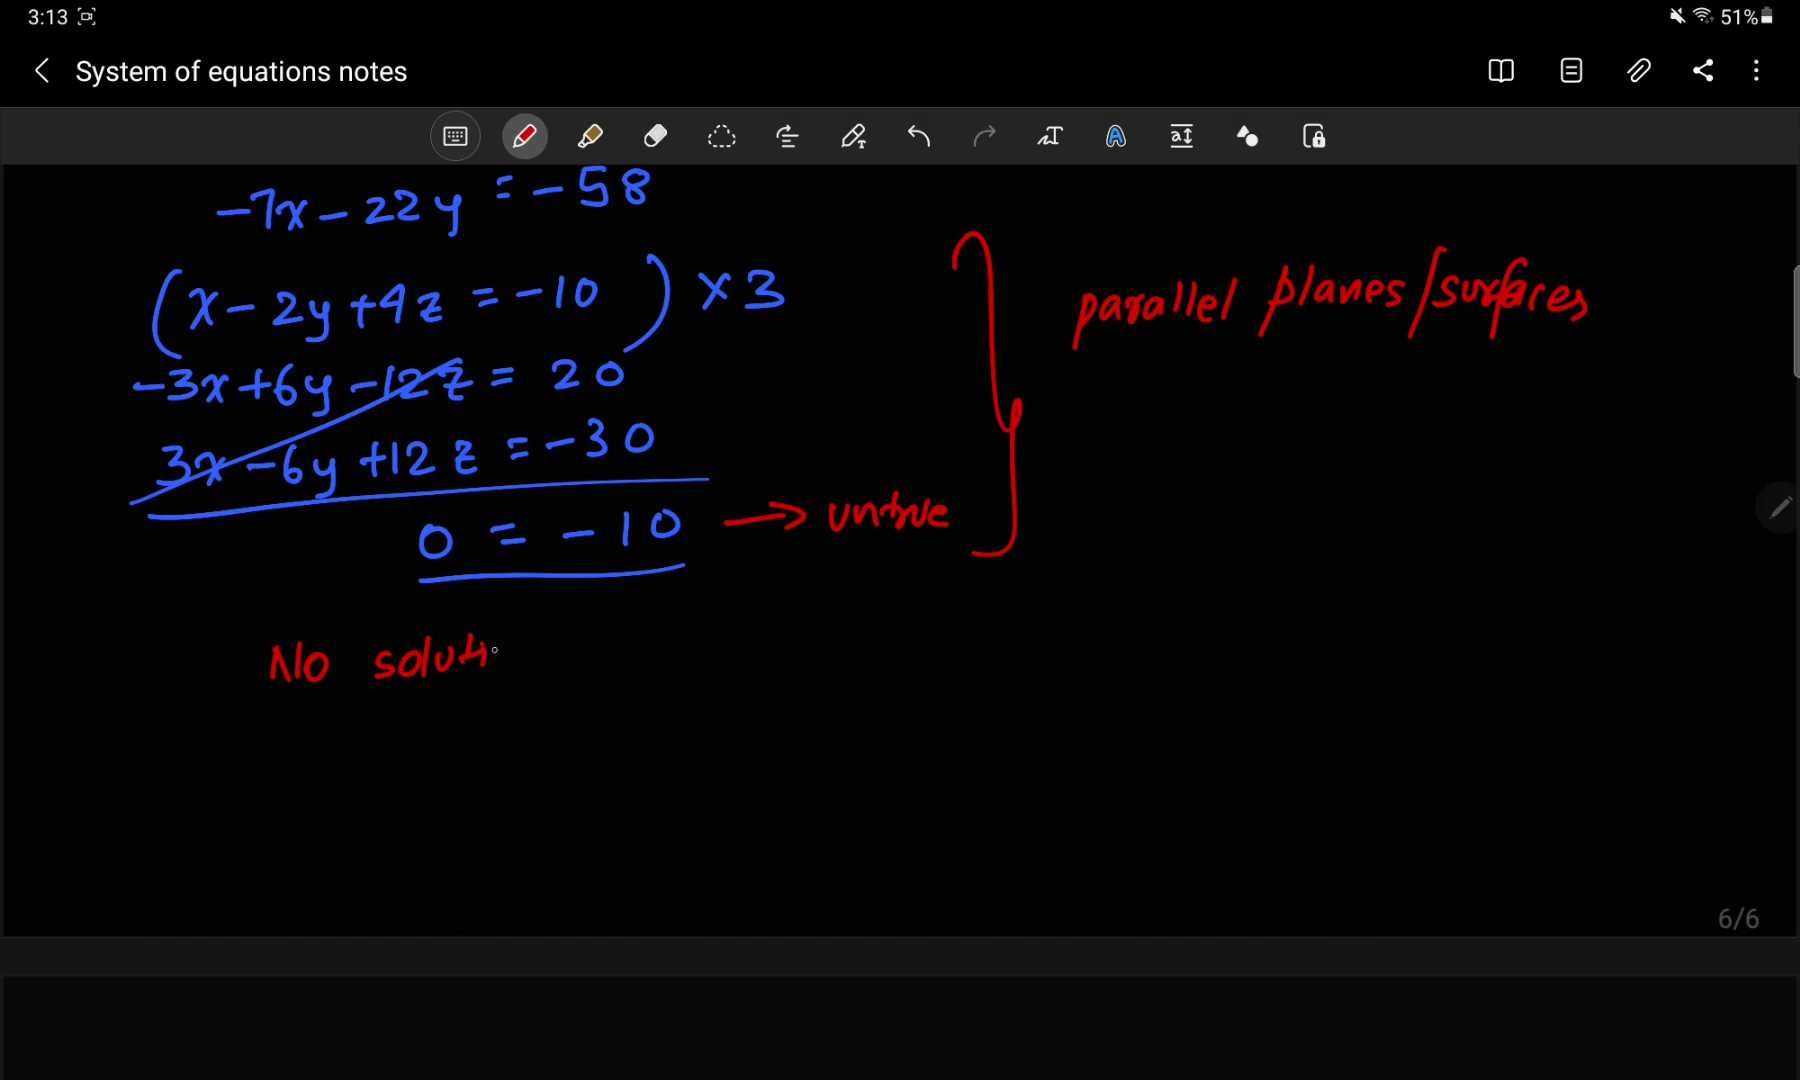 3:13
51%
System of equations notes
-7x - 22y = -58
(x - 2y + 4z = -10) × 3
parallel planes/surfaces
-3x + 6y - 12z = 20
3x - 6y + 12z = -30
0 = -10 → untrue
No soluti
6/6